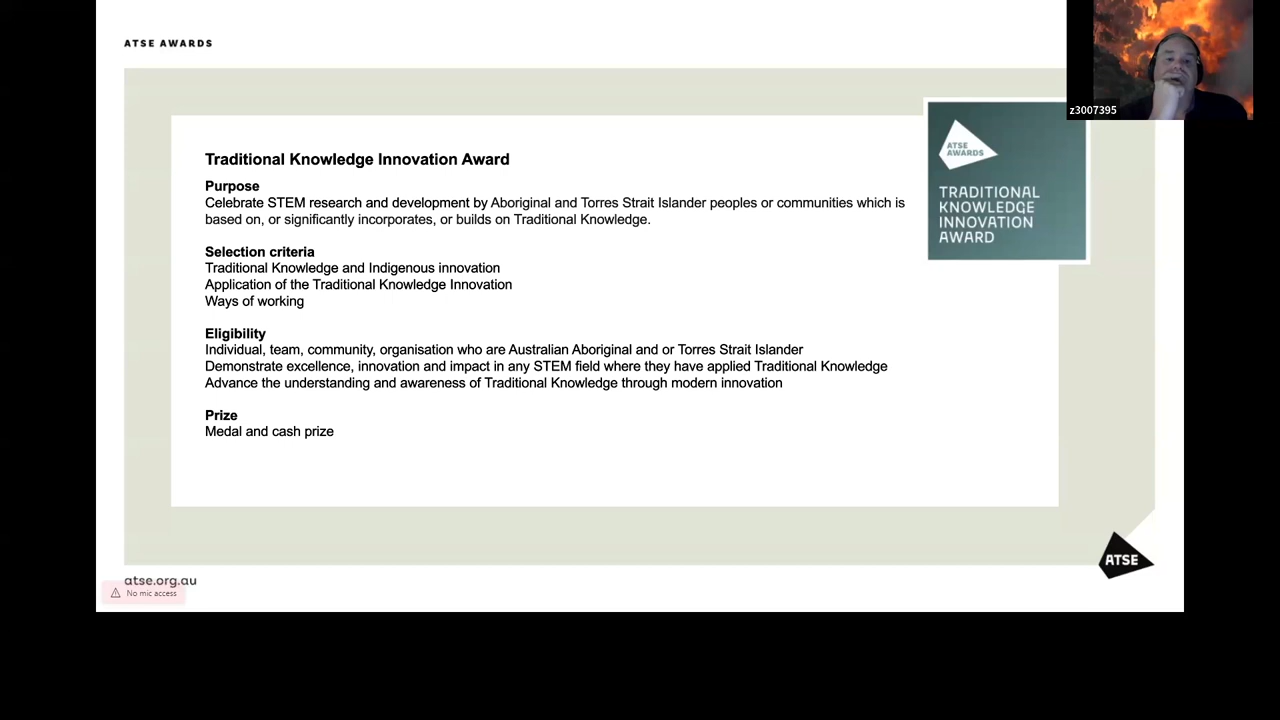 ATSE AWARDS
z3007395
ATSE
AWARDS
TRADITIONAL
KNOWLEDGE
INNOVATION
AWARD
Traditional Knowledge Innovation Award
Purpose
Celebrate STEM research and development by Aboriginal and Torres Strait Islander peoples or communities which is
based on, or significantly incorporates, or builds on Traditional Knowledge.
Selection criteria
Traditional Knowledge and Indigenous innovation
Application of the Traditional Knowledge Innovation
Ways of working
Eligibility
Individual, team, community, organisation who are Australian Aboriginal and or Torres Strait Islander
Demonstrate excellence, innovation and impact in any STEM field where they have applied Traditional Knowledge
Advance the understanding and awareness of Traditional Knowledge through modern innovation
Prize
Medal and cash prize
ATSE
atse.org.au
No mic access